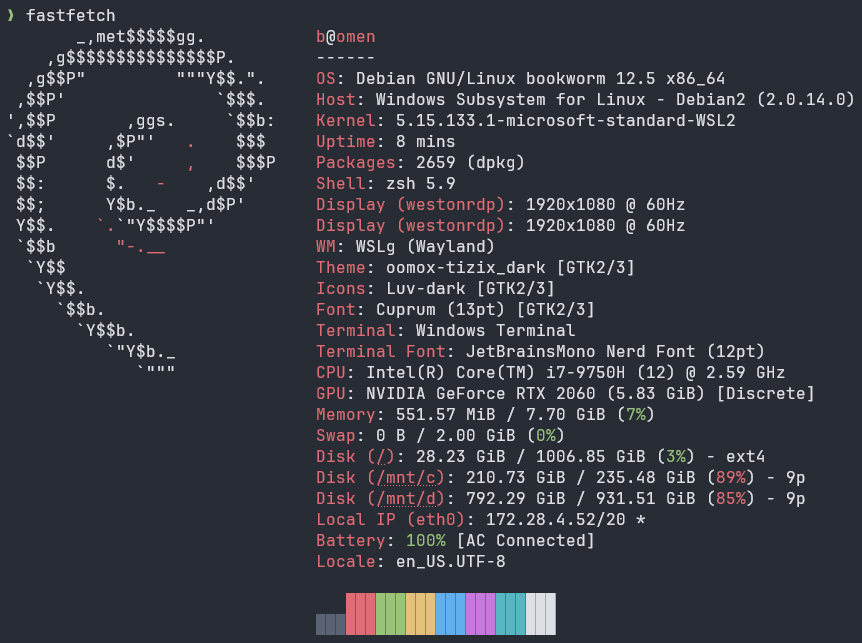 ❯ fastfetch
       _,met$$$$$gg.
    ,g$$$$$$$$$$$$$$$P.
  ,g$$P"         """Y$$.".
 ,$$P'               `$$$.
',$$P       ,ggs.     `$$b:
`d$$'     ,$P"'   .    $$$
 $$P      d$'     ,    $$$P
 $$:      $.   -    ,d$$'
 $$;      Y$b._   _,d$P'
 Y$$.    `.`"Y$$$$P"'
 `$$b      "-.__
  `Y$$
   `Y$$.
     `$$b.
       `Y$$b.
          `"Y$b._
             `"""
b@omen
------
OS: Debian GNU/Linux bookworm 12.5 x86_64
Host: Windows Subsystem for Linux - Debian2 (2.0.14.0)
Kernel: 5.15.133.1-microsoft-standard-WSL2
Uptime: 8 mins
Packages: 2659 (dpkg)
Shell: zsh 5.9
Display (westonrdp): 1920x1080 @ 60Hz
Display (westonrdp): 1920x1080 @ 60Hz
WM: WSLg (Wayland)
Theme: oomox-tizix_dark [GTK2/3]
Icons: Luv-dark [GTK2/3]
Font: Cuprum (13pt) [GTK2/3]
Terminal: Windows Terminal
Terminal Font: JetBrainsMono Nerd Font (12pt)
CPU: Intel(R) Core(TM) i7-9750H (12) @ 2.59 GHz
GPU: NVIDIA GeForce RTX 2060 (5.83 GiB) [Discrete]
Memory: 551.57 MiB / 7.70 GiB (7%)
Swap: 0 B / 2.00 GiB (0%)
Disk (/): 28.23 GiB / 1006.85 GiB (3%) - ext4
Disk (/mnt/c): 210.73 GiB / 235.48 GiB (89%) - 9p
Disk (/mnt/d): 792.29 GiB / 931.51 GiB (85%) - 9p
Local IP (eth0): 172.28.4.52/20 *
Battery: 100% [AC Connected]
Locale: en_US.UTF-8